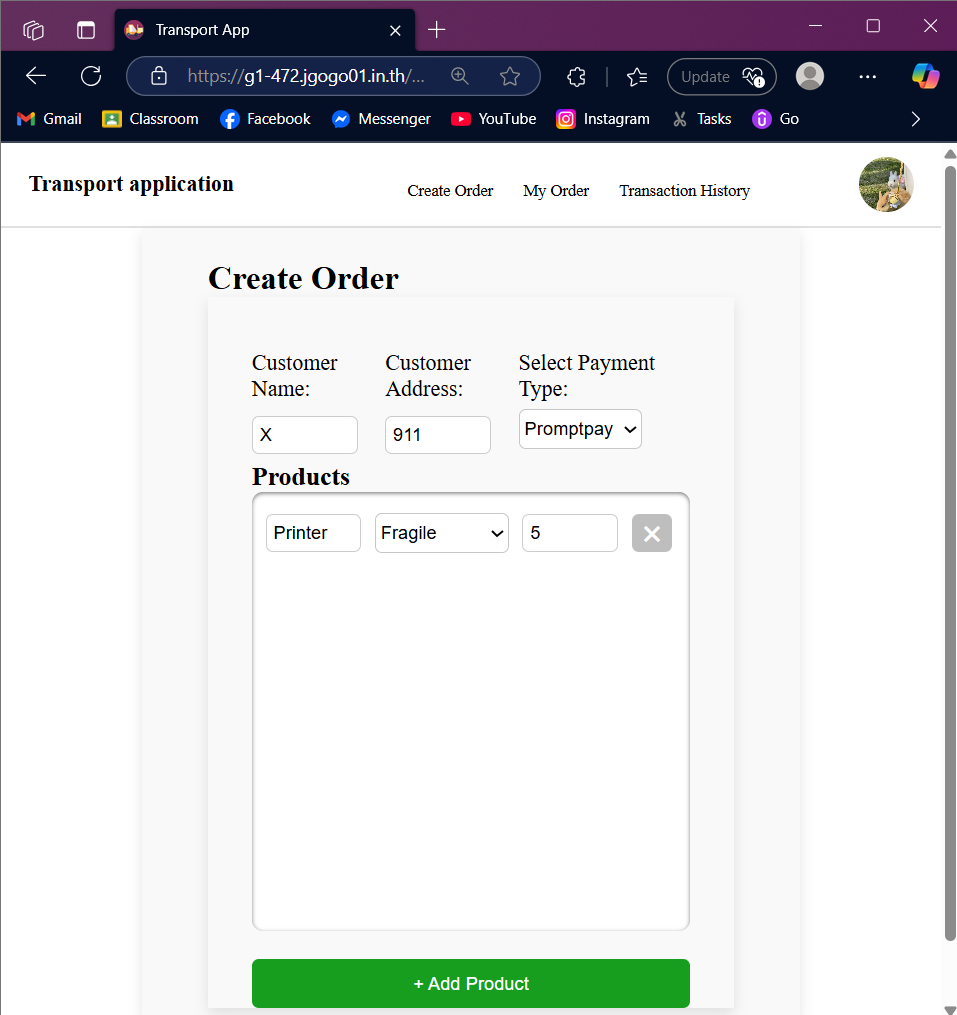 Transport App
https://g1-472.jgogo01.in.th/...
Update
Gmail Classroom Facebook Messenger YouTube Instagram Tasks Go
Transport application
Create Order My Order Transaction History
Create Order
Customer Name:
Customer Address:
Select Payment Type:
X 911 Promptpay
Products
Printer Fragile 5
+ Add Product